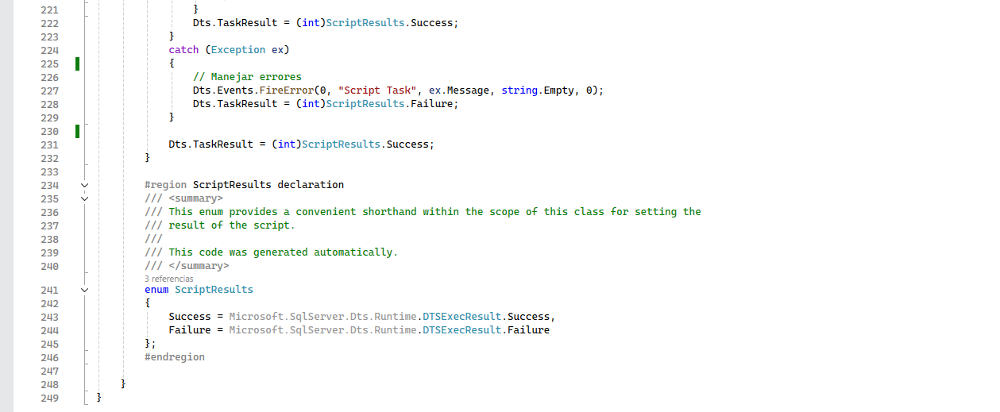 221 }
222 Dts.TaskResult = (int)ScriptResults.Success;
223 }
224 catch (Exception ex)
225 {
226 // Manejar errores
227 Dts.Events.FireError(0, "Script Task", ex.Message, string.Empty, 0);
228 Dts.TaskResult = (int)ScriptResults.Failure;
229 }
230
231 Dts.TaskResult = (int)ScriptResults.Success;
232 }
233
234 #region ScriptResults declaration
235 /// <summary>
236 /// This enum provides a convenient shorthand within the scope of this class for setting the
237 /// result of the script.
238 ///
239 /// This code was generated automatically.
240 /// </summary>
3 referencias
241 enum ScriptResults
242 {
243 Success = Microsoft.SqlServer.Dts.Runtime.DTSExecResult.Success,
244 Failure = Microsoft.SqlServer.Dts.Runtime.DTSExecResult.Failure
245 };
246 #endregion
247
248 }
249 }